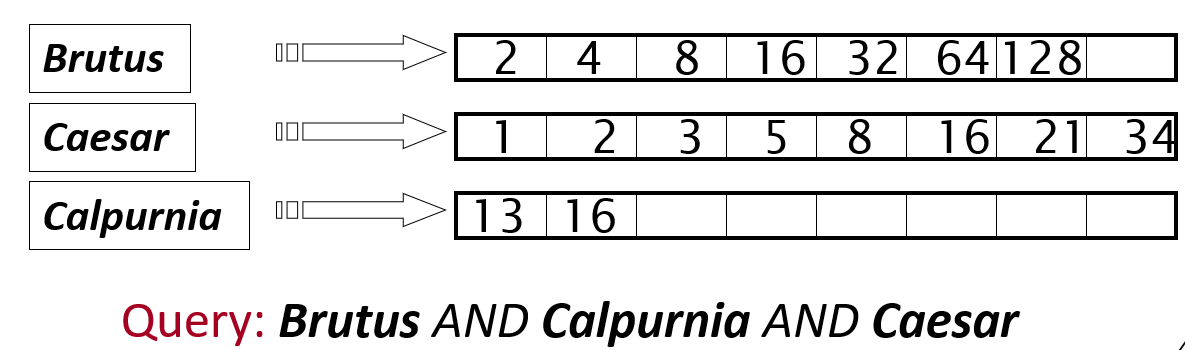 Brutus 2 4 8 16 32 64 128
Caesar 1 2 3 5 8 16 21 34
Calpurnia 13 16
Query: Brutus AND Calpurnia AND Caesar